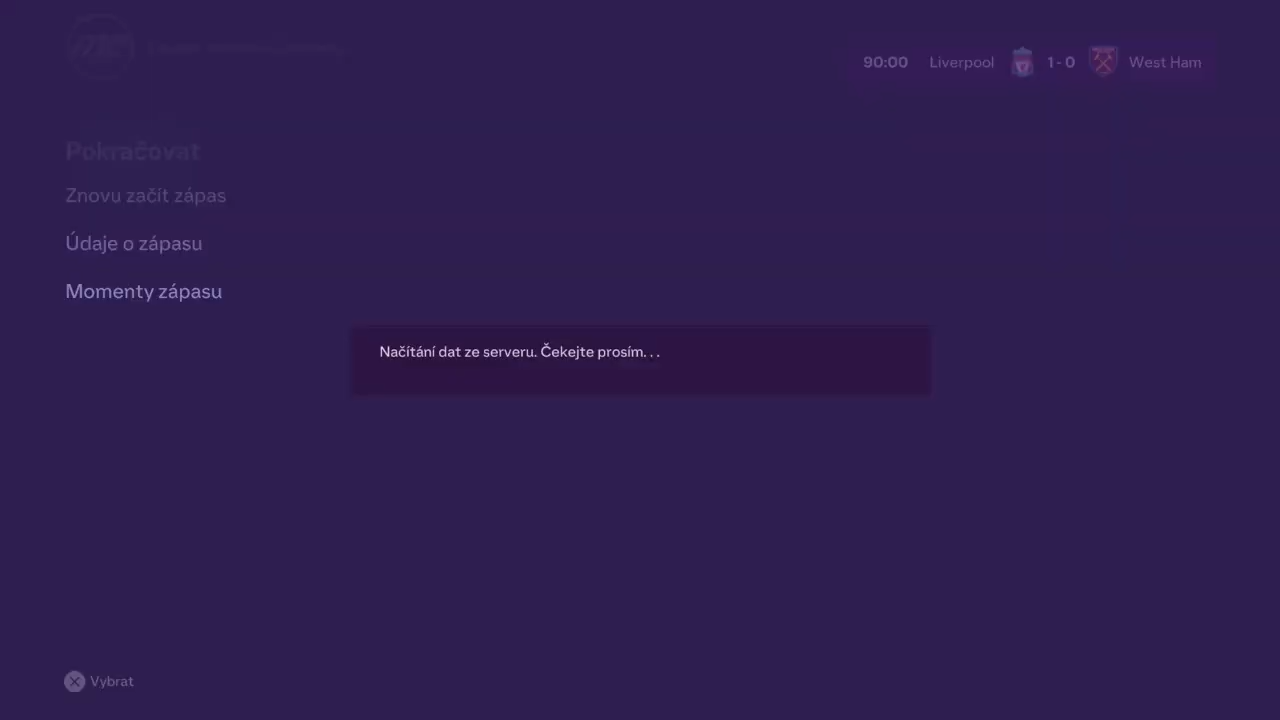 90:00 Liverpool 1 - 0 West Ham
Pokračovat
Znovu začít zápas
Údaje o zápasu
Momenty zápasu
Načítání dat ze serveru. Čekejte prosím. . .
Vybrat